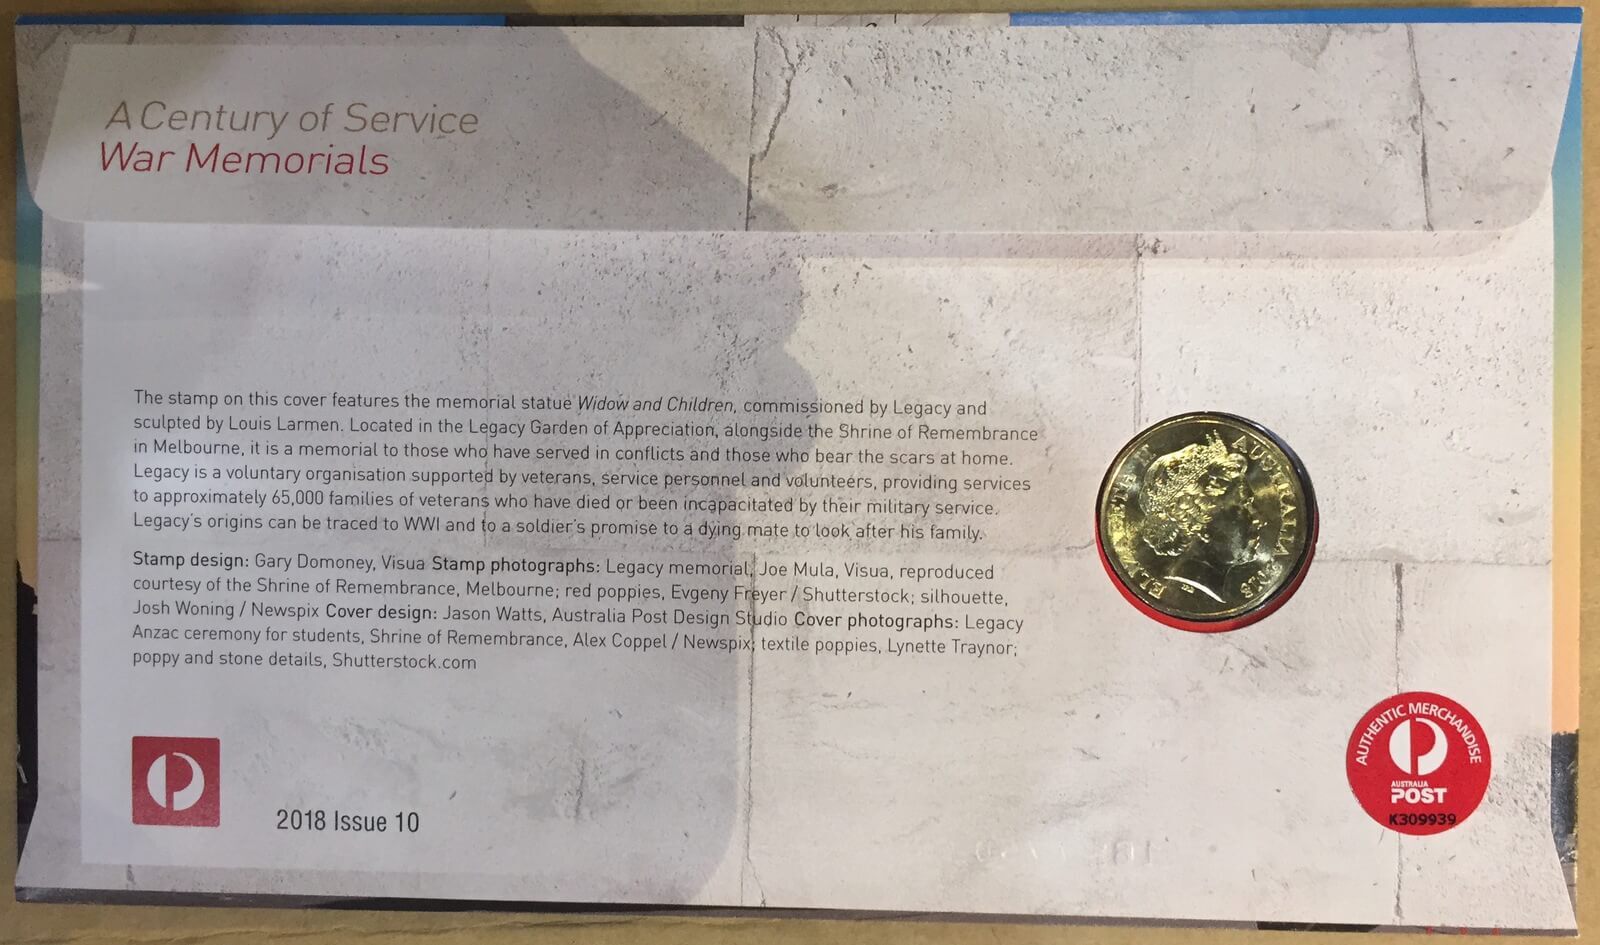 A Century of Service
War Memorials
The stamp on this cover features the memorial statue Widow and Children, commissioned by Legacy and
sculpted by Louis Larmen. Located in the Legacy Garden of Appreciation, alongside the Shrine of Remembrance
in Melbourne, it is a memorial to those who have served in conflicts and those who bear the scars at home.
Legacy is a voluntary organisation supported by veterans, service personnel and volunteers, providing services
to approximately 65,000 families of veterans who have died or been incapacitated by their military service.
Legacy's origins can be traced to WWI and to a soldier's promise to a dying mate to look after his family.
Stamp design: Gary Domoney, Visua Stamp photographs: Legacy memorial, Joe Mula, Visua, reproduced
courtesy of the Shrine of Remembrance, Melbourne; red poppies, Evgeny Freyer / Shutterstock; silhouette,
Josh Woning / Newspix Cover design: Jason Watts, Australia Post Design Studio Cover photographs: Legacy
Anzac ceremony for students, Shrine of Remembrance, Alex Coppel / Newspix; textile poppies, Lynette Traynor;
poppy and stone details, Shutterstock.com
ELIZABETH II AUSTRALIA 2018
2018 Issue 10
AUTHENTIC MERCHANDISE
AUSTRALIA
POST
K309939